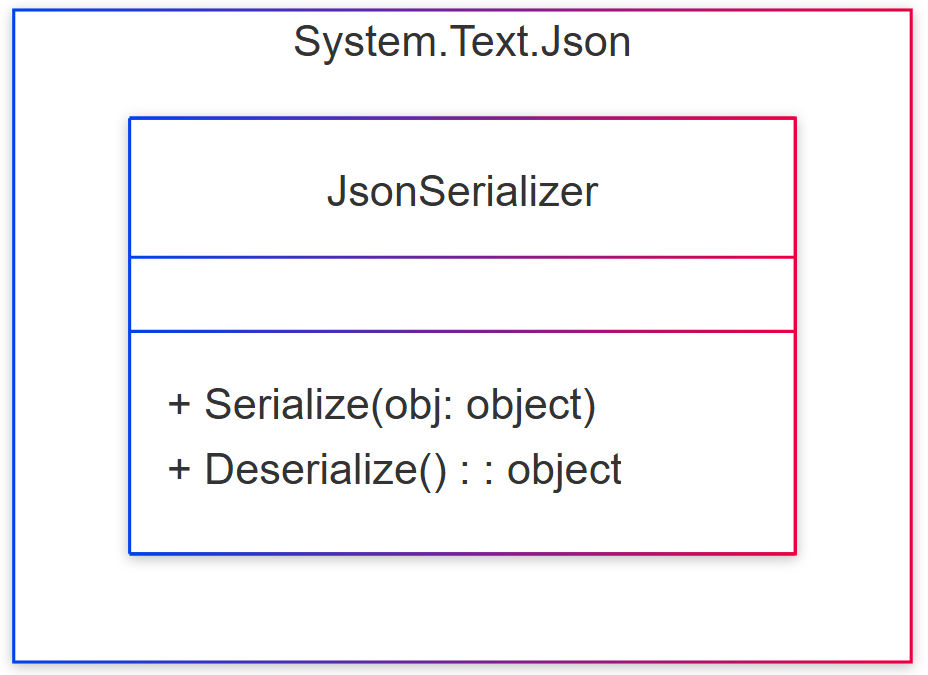 System.Text.Json
JsonSerializer
+ Serialize(obj: object)
+ Deserialize() : : object